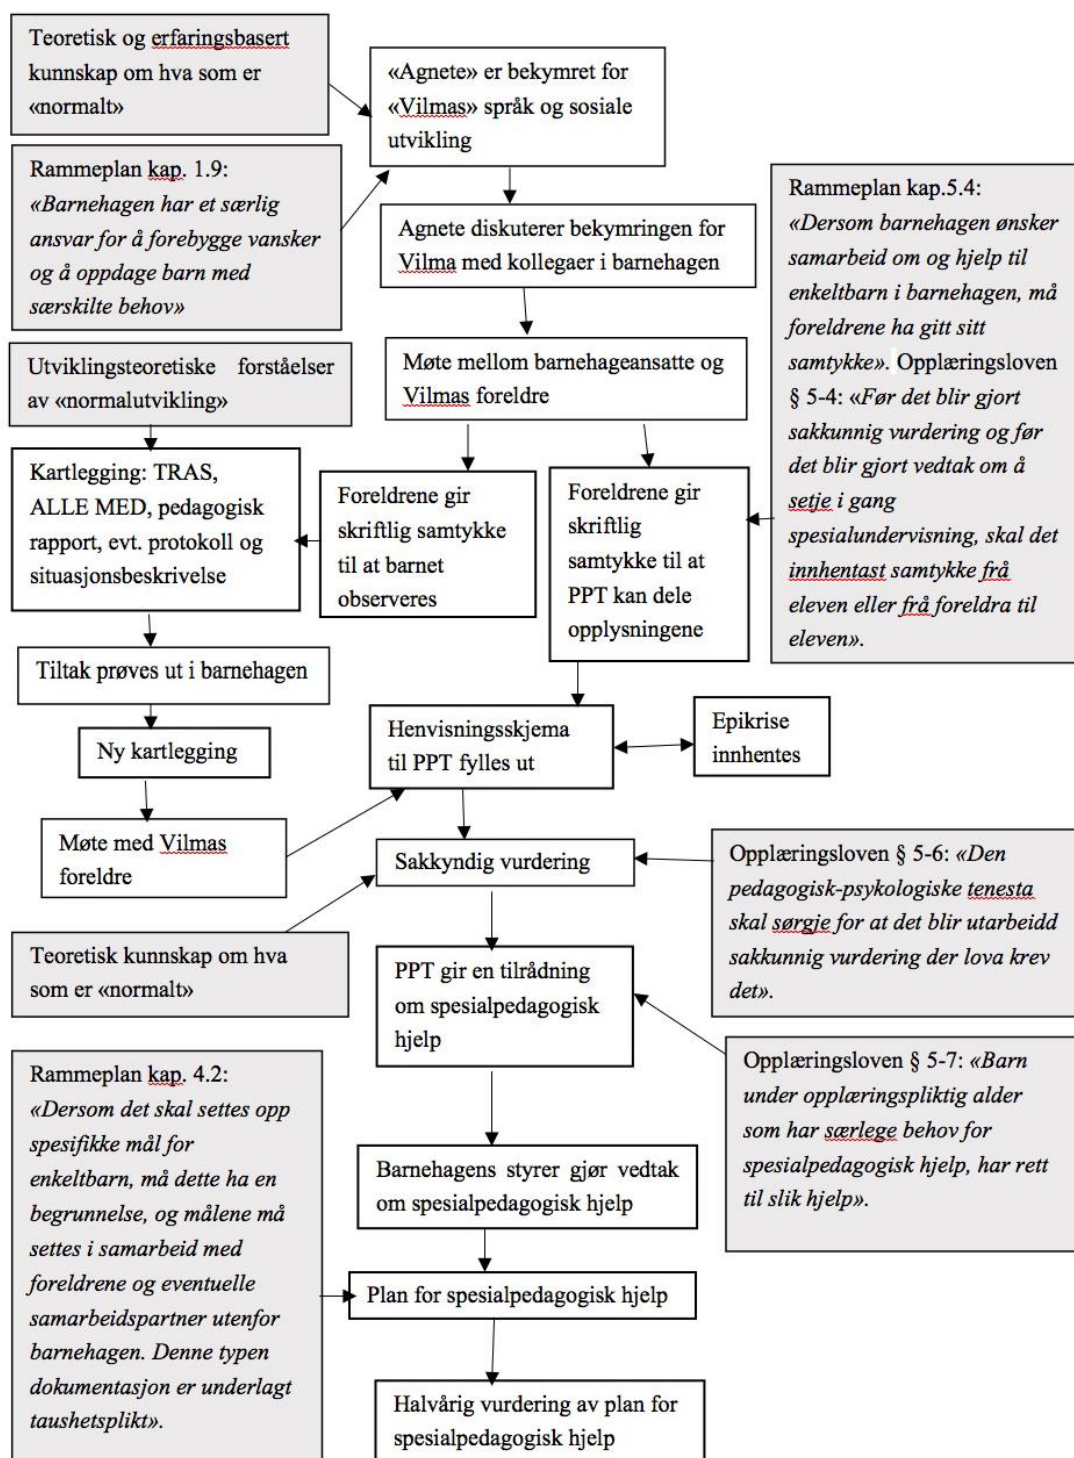 Teoretisk og erfaringsbasert
kunnskap om hva som er
«normalt»
«Agnete» er bekymret for
«Vilmas» språk og sosiale
utvikling
Rammeplan kap. 1.9:
«Barnehagen har et særlig
ansvar for å forebygge vansker
og å oppdage barn med
særskilte behov»
Agnete diskuterer bekymringen for
Vilma med kollegaer i barnehagen
Rammeplan kap.5.4:
«Dersom barnehagen ønsker
samarbeid om og hjelp til
enkeltbarn i barnehagen, må
foreldrene ha gitt sitt
samtykke». Opplæringsloven
§ 5-4: «Før det blir gjort
sakkunnig vurdering og før
det blir gjort vedtak om å
setje i gang
spesialundervisning, skal det
innhentast samtykke frå
eleven eller frå foreldra til
eleven».
Utviklingsteoretiske forståelser
av «normalutvikling»
Møte mellom barnehageansatte og
Vilmas foreldre
Kartlegging: TRAS,
ALLE MED, pedagogisk
rapport, evt. protokoll og
situasjonsbeskrivelse
Foreldrene gir
skriftlig samtykke
til at barnet
observeres
Foreldrene gir
skriftlig
samtykke til at
PPT kan dele
opplysningene
Tiltak prøves ut i barnehagen
Ny kartlegging
Henvisningsskjema
til PPT fylles ut
Epikrise
innhentes
Møte med Vilmas
foreldre
Sakkyndig vurdering
Opplæringsloven § 5-6: «Den
pedagogisk-psykologiske tenesta
skal sørgje for at det blir utarbeidd
sakkunnig vurdering der lova krev
det».
Teoretisk kunnskap om hva
som er «normalt»
PPT gir en tilrådning
om spesialpedagogisk
hjelp
Opplæringsloven § 5-7: «Barn
under opplæringspliktig alder
som har særlege behov for
spesialpedagogisk hjelp, har rett
til slik hjelp».
Rammeplan kap. 4.2:
«Dersom det skal settes opp
spesifikke mål for
enkeltbarn, må dette ha en
begrunnelse, og målene må
settes i samarbeid med
foreldrene og eventuelle
samarbeidspartner utenfor
barnehagen. Denne typen
dokumentasjon er underlagt
taushetsplikt».
Barnehagens styrer gjør vedtak
om spesialpedagogisk hjelp
Plan for spesialpedagogisk hjelp
Halvårig vurdering av plan for
spesialpedagogisk hjelp